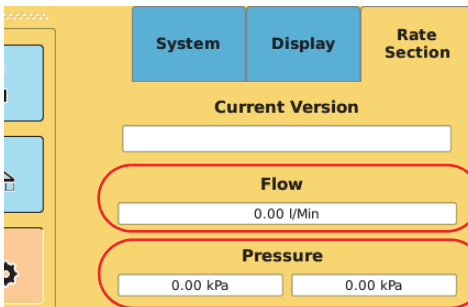 System Display Rate
Section
Current Version
Flow
0.00 l/Min
Pressure
0.00 kPa 0.00 kPa